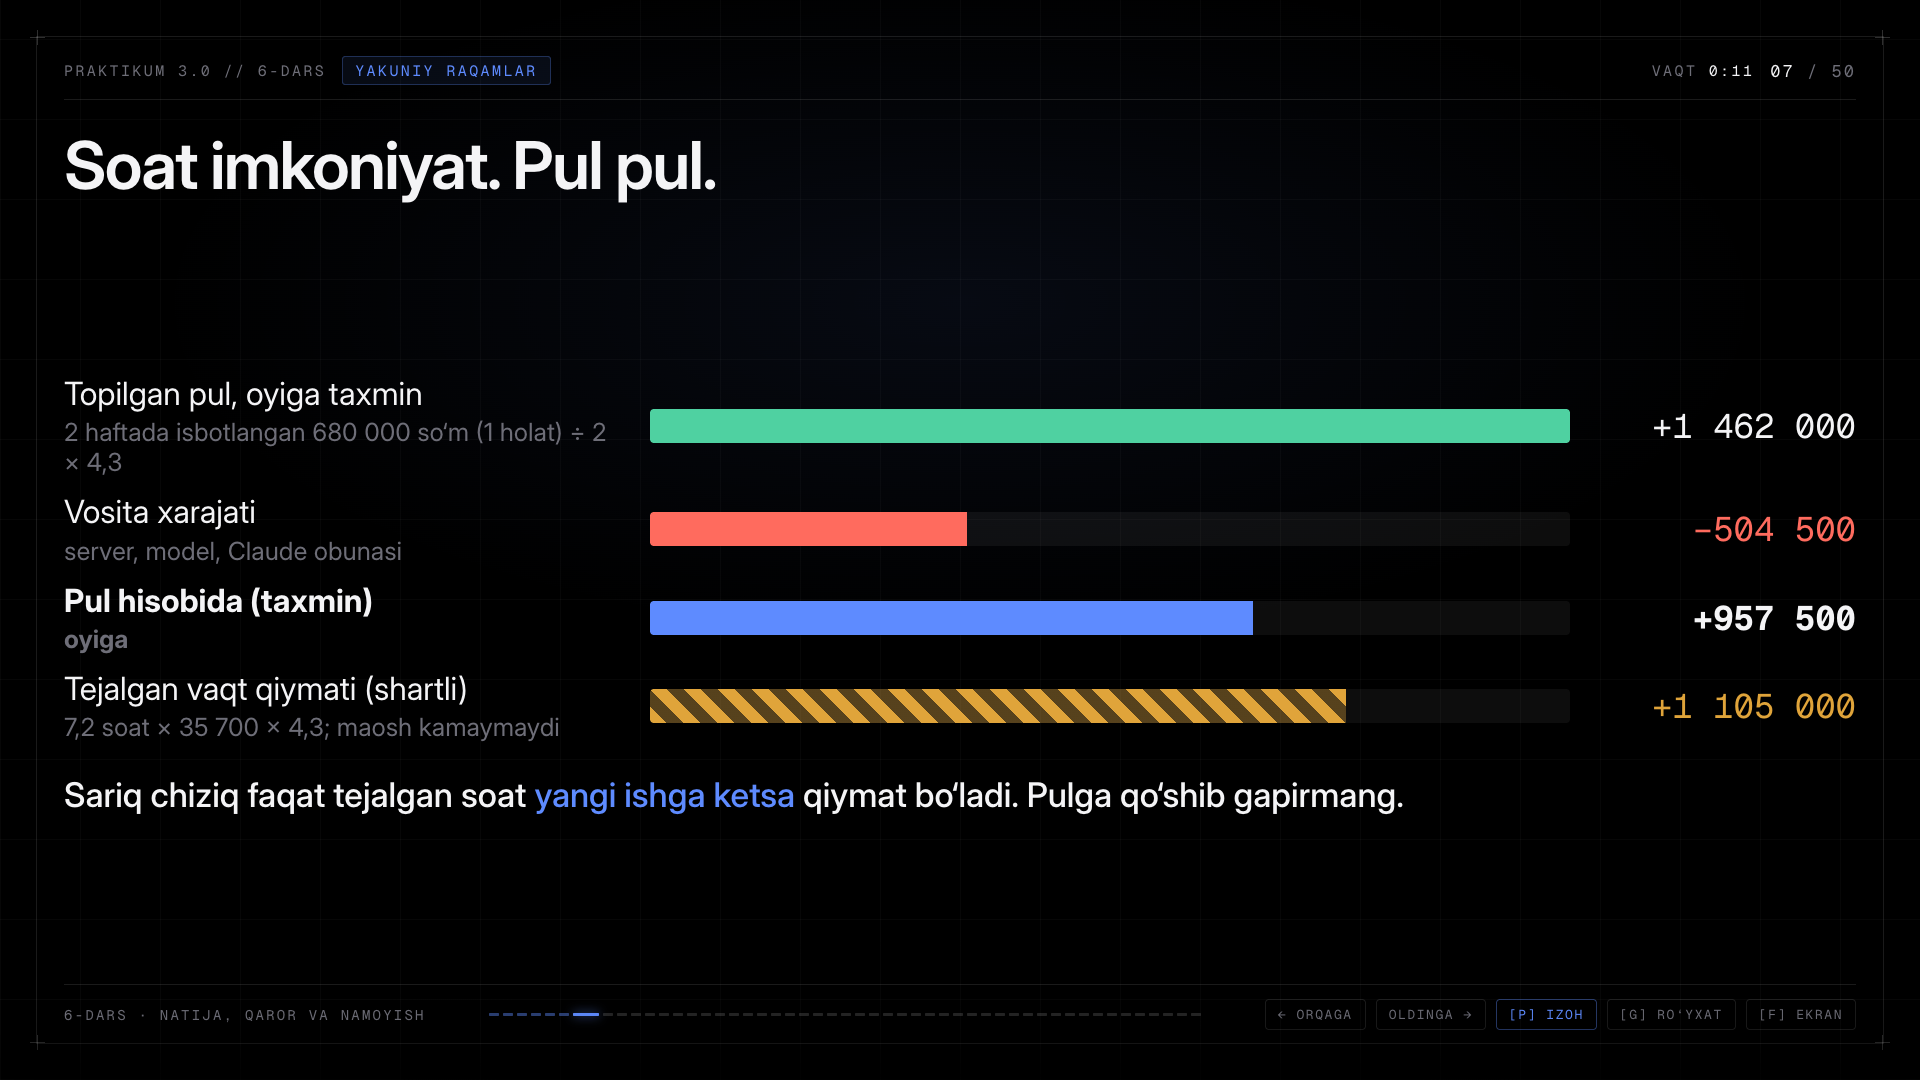 PRAKTIKUM 3.0 // 6-DARS YAKUNIY RAQAMLAR VAQT 0:11 07 / 50
Soat imkoniyat. Pul pul.
Topilgan pul, oyiga taxmin
2 haftada isbotlangan 680 000 so‘m (1 holat) ÷ 2
× 4,3
+1 462 000
Vosita xarajati
server, model, Claude obunasi
−504 500
Pul hisobida (taxmin)
oyiga
+957 500
Tejalgan vaqt qiymati (shartli)
7,2 soat × 35 700 × 4,3; maosh kamaymaydi
+1 105 000
Sariq chiziq faqat tejalgan soat yangi ishga ketsa qiymat bo‘ladi. Pulga qo‘shib gapirmang.
6-DARS · NATIJA, QAROR VA NAMOYISH ← ORQAGA OLDINGA → [P] IZOH [G] RO‘YXAT [F] EKRAN